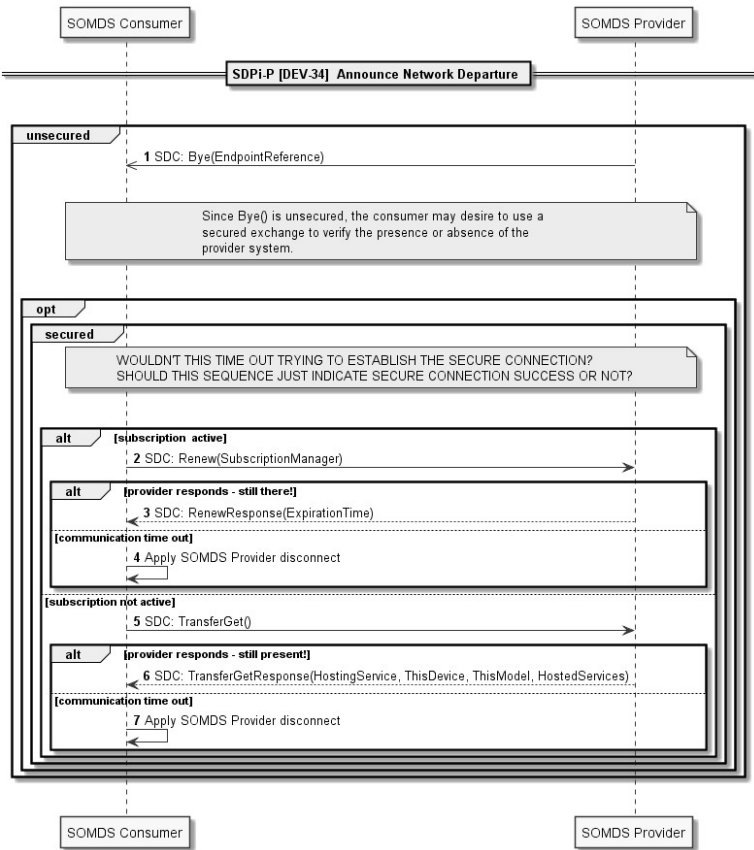 SOMDS Consumer
SOMDS Provider
SDPi-P [DEV-34]  Announce Network Departure
unsecured
1 SDC: Bye(EndpointReference)
Since Bye() is unsecured, the consumer may desire to use a
secured exchange to verify the presence or absence of the
provider system.
opt
secured
WOULDN'T THIS TIME OUT TRYING TO ESTABLISH THE SECURE CONNECTION?
SHOULD THIS SEQUENCE JUST INDICATE SECURE CONNECTION SUCCESS OR NOT?
alt
[subscription  active]
2 SDC: Renew(SubscriptionManager)
alt
[provider responds - still there!]
3 SDC: RenewResponse(ExpirationTime)
[communication time out]
4 Apply SOMDS Provider disconnect
[subscription not active]
5 SDC: TransferGet()
alt
[provider responds - still present!]
6 SDC: TransferGetResponse(HostingService, ThisDevice, ThisModel, HostedServices)
[communication time out]
7 Apply SOMDS Provider disconnect
SOMDS Consumer
SOMDS Provider